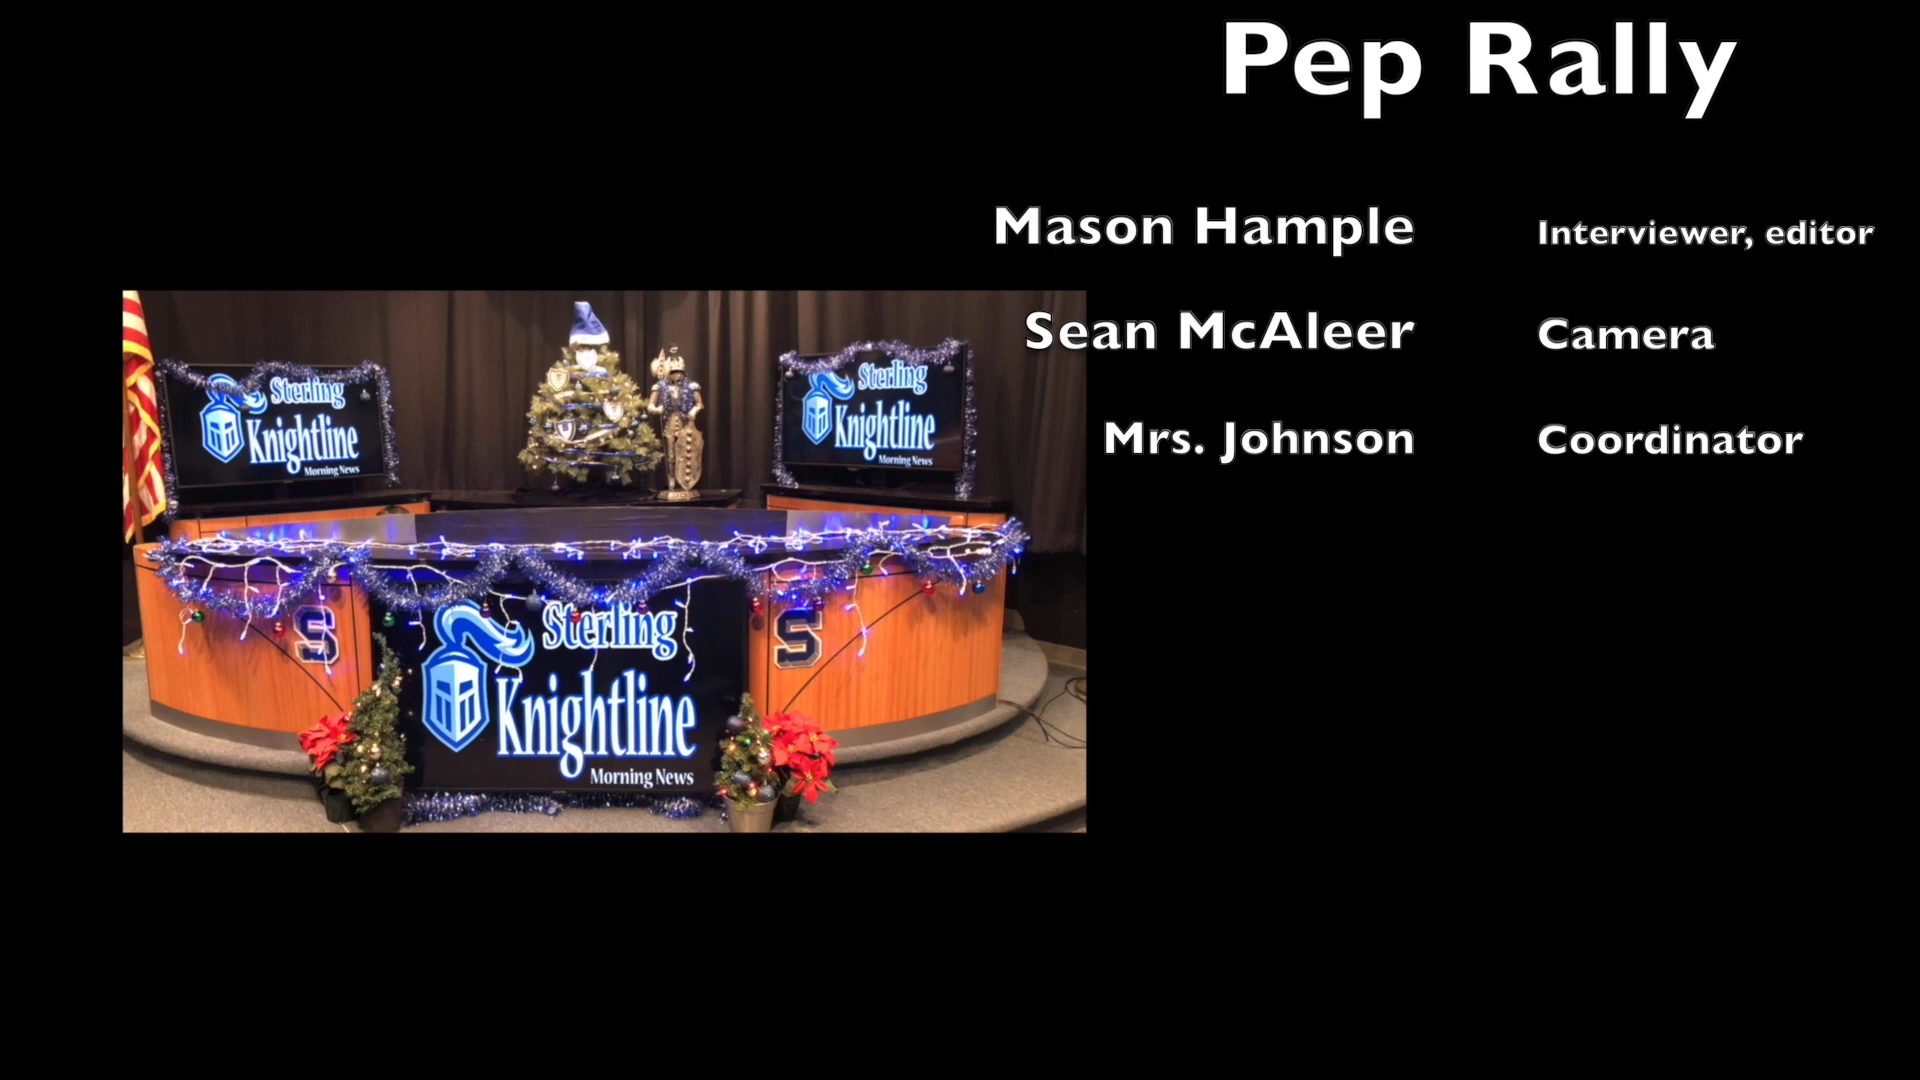 Pep Rally
Mason Hample Interviewer, editor
Sean McAleer Camera
Mrs. Johnson Coordinator
Sterling
Knightline
Morning News
Sterling
Knightline
Morning News
S
S
Sterling
Knightline
Morning News